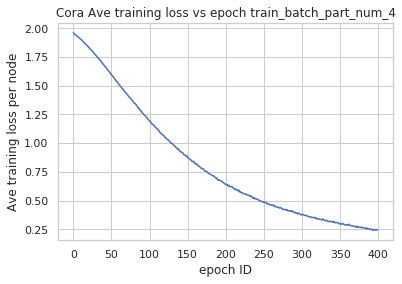 Cora Ave training loss vs epoch train_batch_part_num_4
2.00
1.75
1.50
1.25
1.00
0.75
0.50
0.25
Ave training loss per node
0 50 100 150 200 250 300 350 400
epoch ID